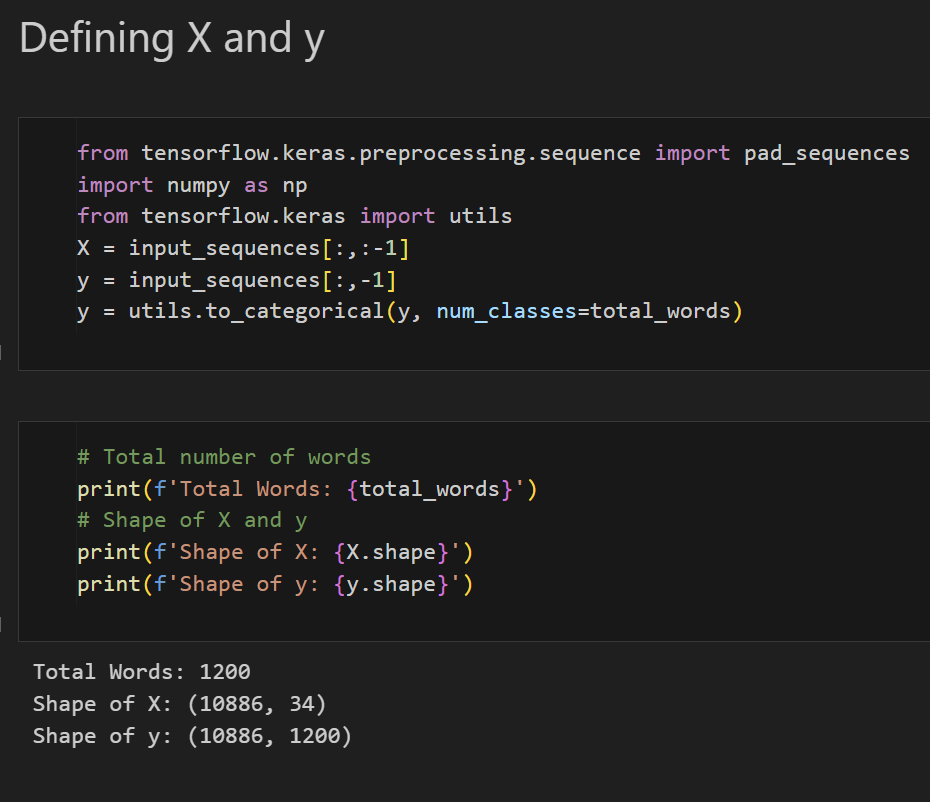 Defining X and y
from tensorflow.keras.preprocessing.sequence import pad_sequences
import numpy as np
from tensorflow.keras import utils
X = input_sequences[:,:-1]
y = input_sequences[:,-1]
y = utils.to_categorical(y, num_classes=total_words)
# Total number of words
print(f'Total Words: {total_words}')
# Shape of X and y
print(f'Shape of X: {X.shape}')
print(f'Shape of y: {y.shape}')
Total Words: 1200
Shape of X: (10886, 34)
Shape of y: (10886, 1200)